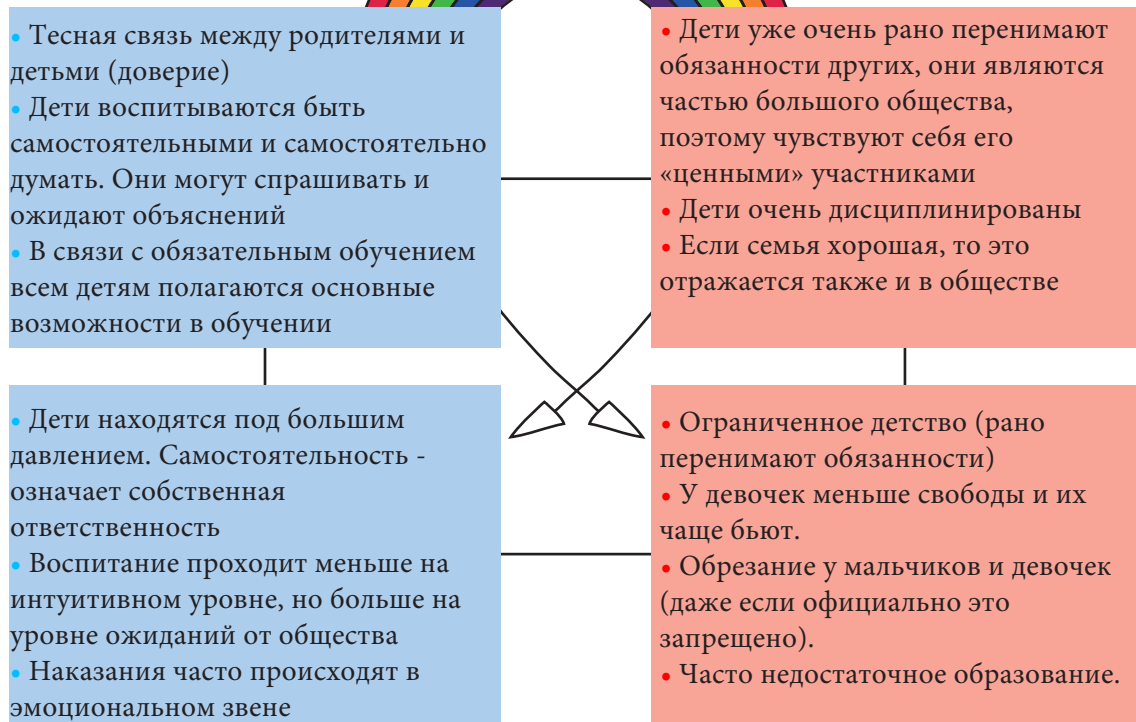 • Тесная связь между родителями и
детьми (доверие)
• Дети воспитываются быть
самостоятельными и самостоятельно
думать. Они могут спрашивать и
ожидают объяснений
• В связи с обязательным обучением
всем детям полагаются основные
возможности в обучении
• Дети уже очень рано перенимают
обязанности других, они являются
частью большого общества,
поэтому чувствуют себя его
«ценными» участниками
• Дети очень дисциплинированы
• Если семья хорошая, то это
отражается также и в обществе
• Дети находятся под большим
давлением. Самостоятельность -
означает собственная
ответственность
• Воспитание проходит меньше на
интуитивном уровне, но больше на
уровне ожиданий от общества
• Наказания часто происходят в
эмоциональном звене
• Ограниченное детство (рано
перенимают обязанности)
• У девочек меньше свободы и их
чаще бьют.
• Обрезание у мальчиков и девочек
(даже если официально это
запрещено).
• Часто недостаточное образование.